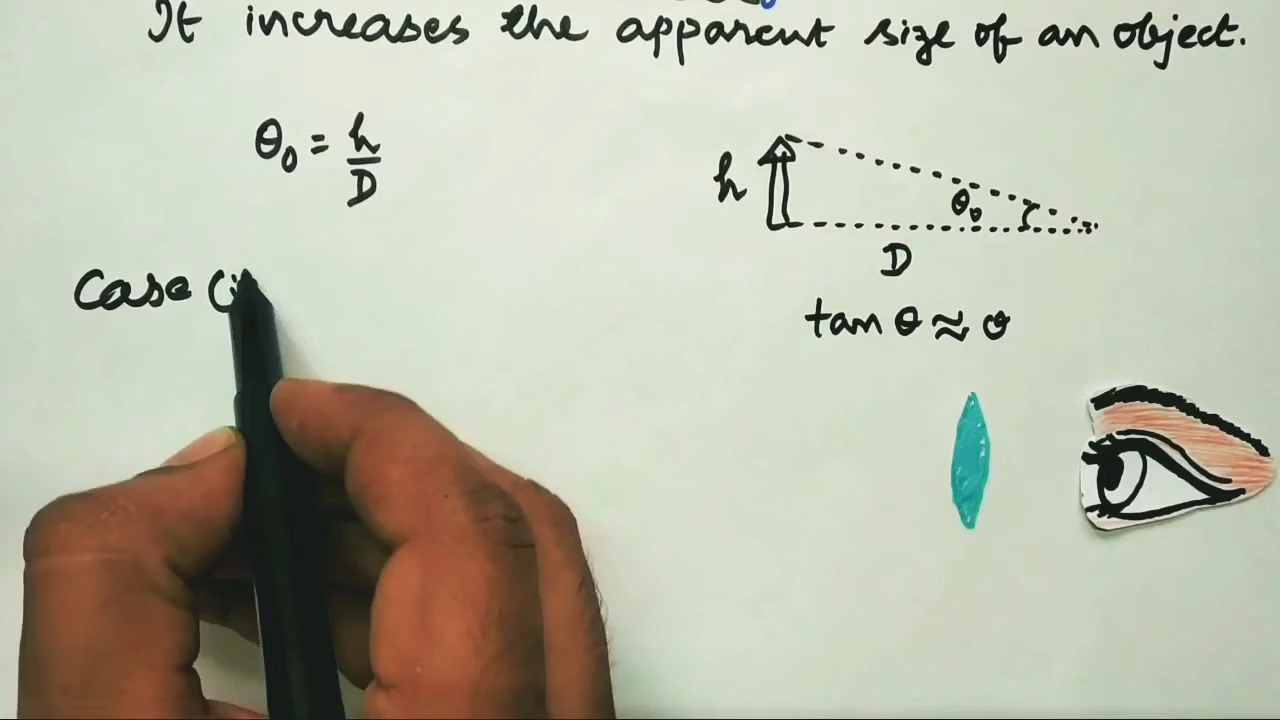 It increases the apparent size of an object.
θ₀ = h/D
h
θ₀
D
tan θ ≈ θ
Case (i